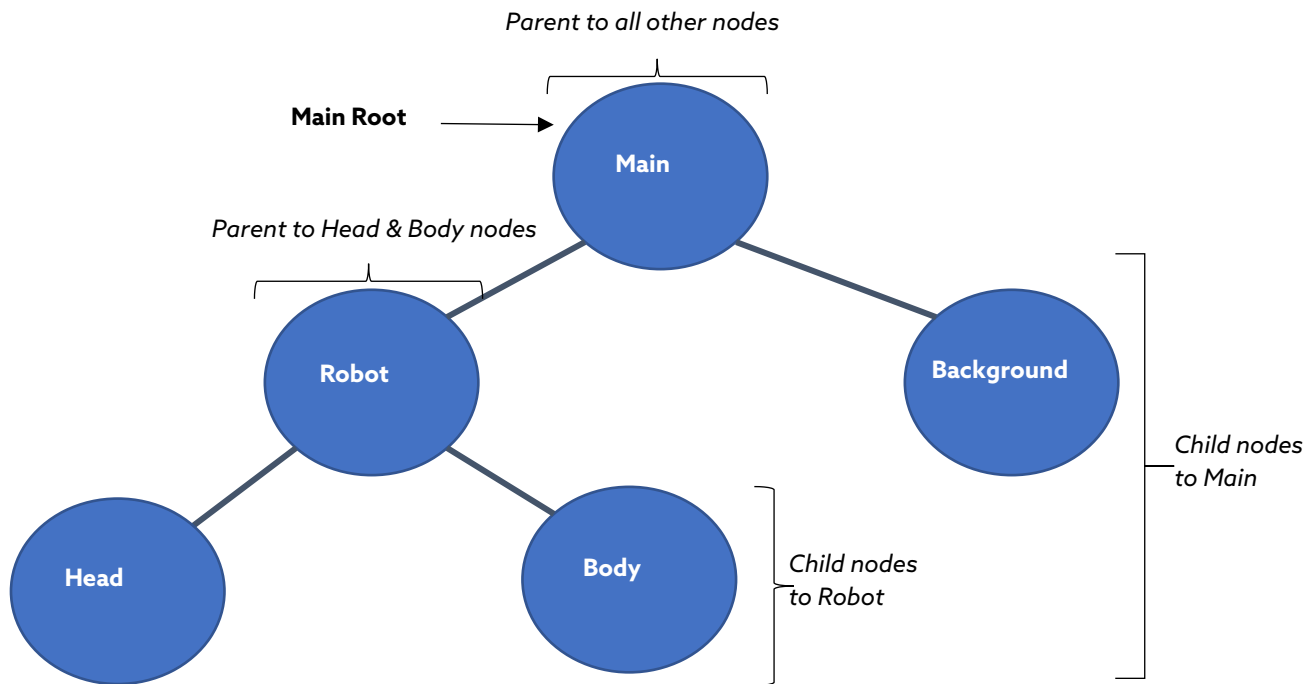 Parent to all other nodes
Main Root
Main
Parent to Head & Body nodes
Robot
Background
Child nodes
to Main
Head
Body
Child nodes
to Robot